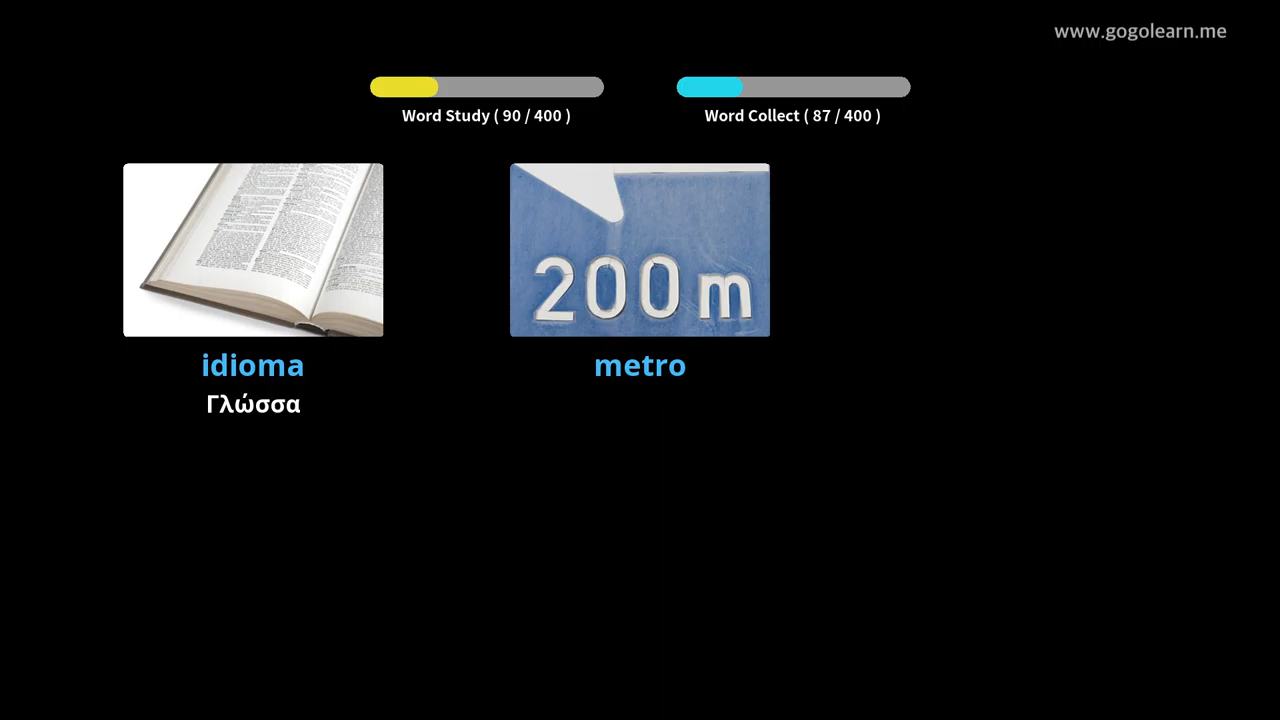 www.gogolearn.me
Word Study ( 90 / 400 )
Word Collect ( 87 / 400 )
200 m
idioma
metro
Γλώσσα